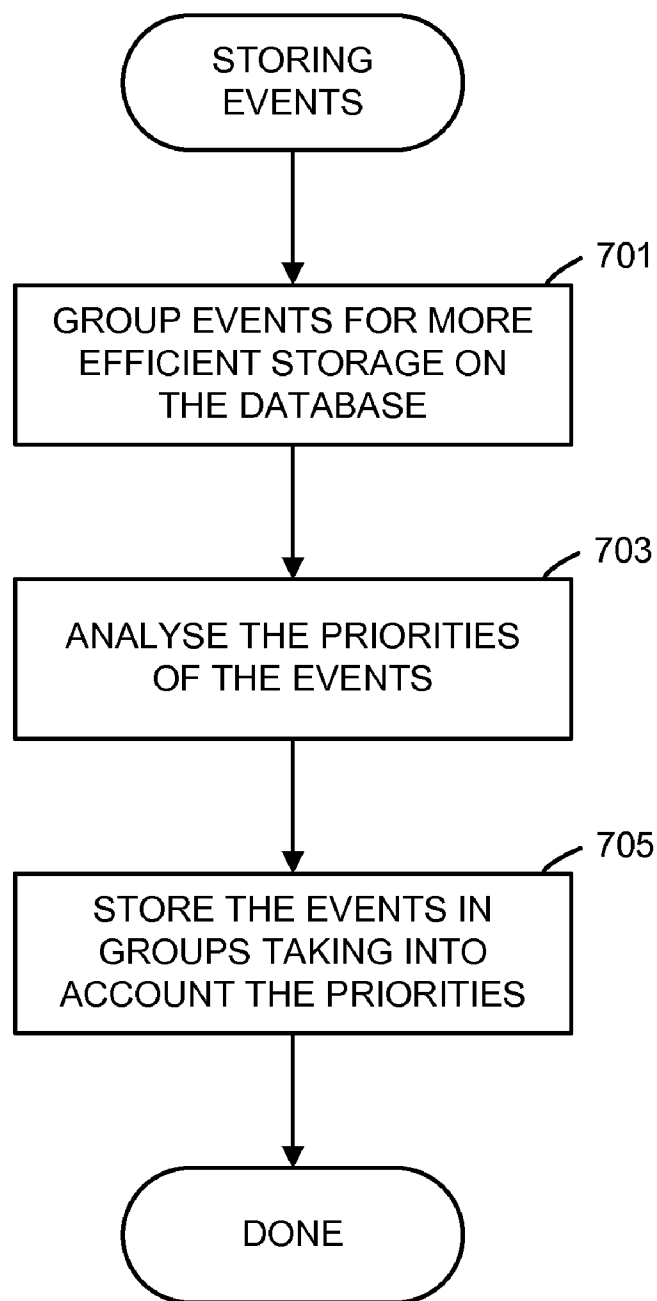 STORING
EVENTS
701
GROUP EVENTS FOR MORE
EFFICIENT STORAGE ON
THE DATABASE
703
ANALYSE THE PRIORITIES
OF THE EVENTS
705
STORE THE EVENTS IN
GROUPS TAKING INTO
ACCOUNT THE PRIORITIES
DONE